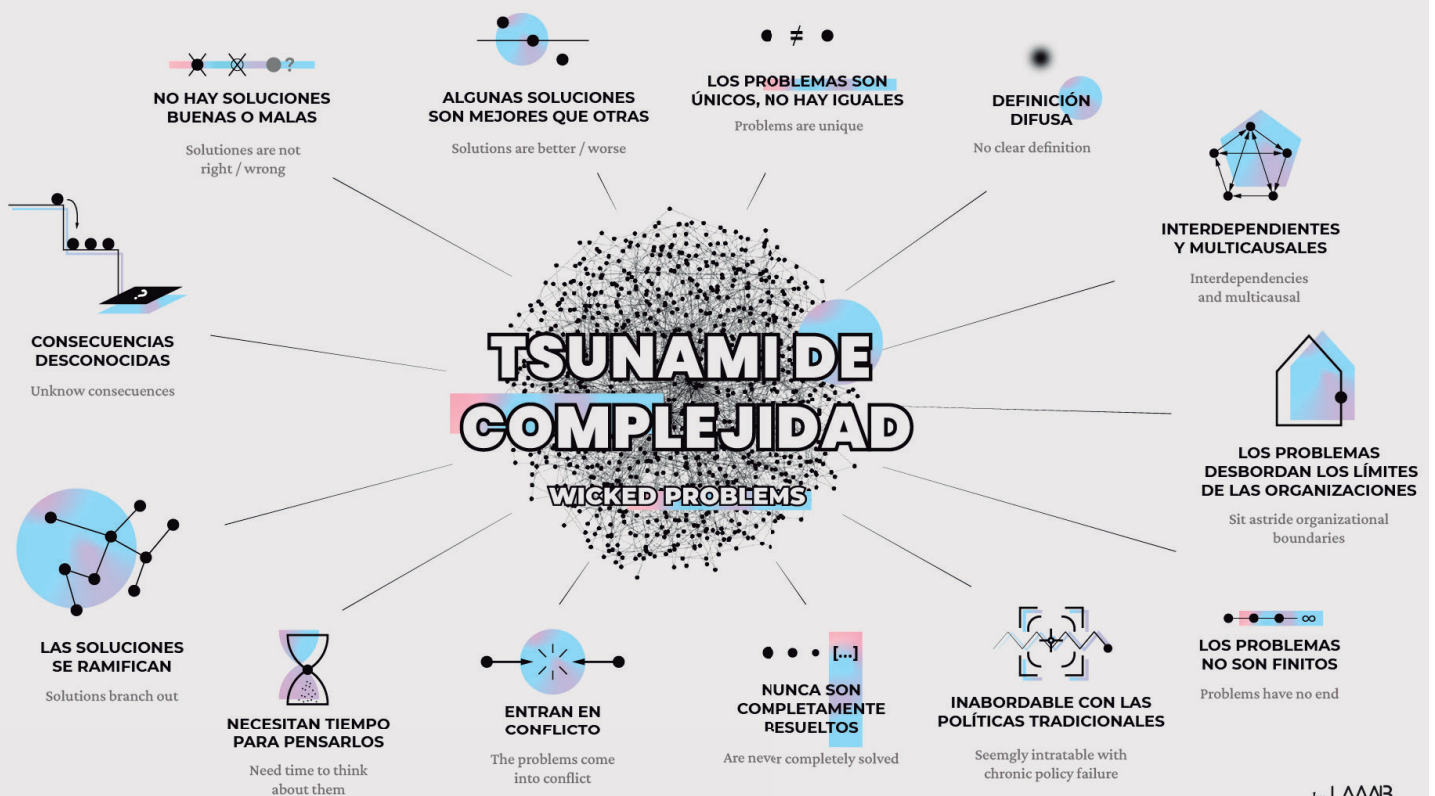 ?
NO HAY SOLUCIONES
BUENAS O MALAS
Solutiones are not
right / wrong
ALGUNAS SOLUCIONES
SON MEJORES QUE OTRAS
Solutions are better / worse
≠
LOS PROBLEMAS SON
ÚNICOS, NO HAY IGUALES
Problems are unique
DEFINICIÓN
DIFUSA
No clear definition
INTERDEPENDIENTES
Y MULTICAUSALES
Interdependencies
and multicausal
?
CONSECUENCIAS
DESCONOCIDAS
Unknow consecuences
TSUNAMI DE
COMPLEJIDAD
WICKED PROBLEMS
LOS PROBLEMAS
DESBORDAN LOS LÍMITES
DE LAS ORGANIZACIONES
Sit astride organizational
boundaries
LAS SOLUCIONES
SE RAMIFICAN
Solutions branch out
NECESITAN TIEMPO
PARA PENSARLOS
Need time to think
about them
ENTRAN EN
CONFLICTO
The problems come
into conflict
[...]
NUNCA SON
COMPLETAMENTE
RESUELTOS
Are never completely solved
INABORDABLE CON LAS
POLÍTICAS TRADICIONALES
Seemgly intratable with
chronic policy failure
∞
LOS PROBLEMAS
NO SON FINITOS
Problems have no end